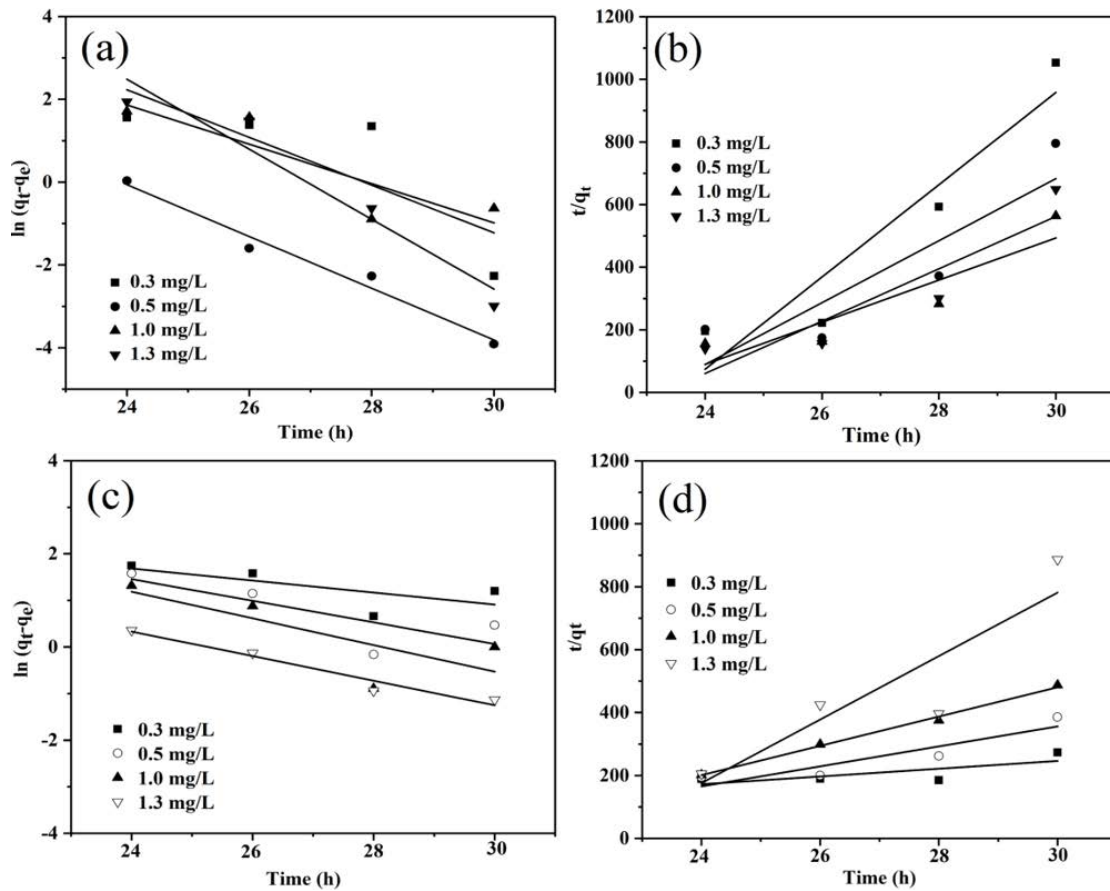 (a)
4
2
0
-2
-4
ln (qt-qe)
0.3 mg/L
0.5 mg/L
1.0 mg/L
1.3 mg/L
24 26 28 30
Time (h)
(b)
1200
1000
800
600
400
200
0
t/qt
0.3 mg/L
0.5 mg/L
1.0 mg/L
1.3 mg/L
24 26 28 30
Time (h)
(c)
4
2
0
-2
-4
ln (qt-qe)
0.3 mg/L
0.5 mg/L
1.0 mg/L
1.3 mg/L
24 26 28 30
Time (h)
(d)
1200
1000
800
600
400
200
0
t/qt
0.3 mg/L
0.5 mg/L
1.0 mg/L
1.3 mg/L
24 26 28 30
Time (h)